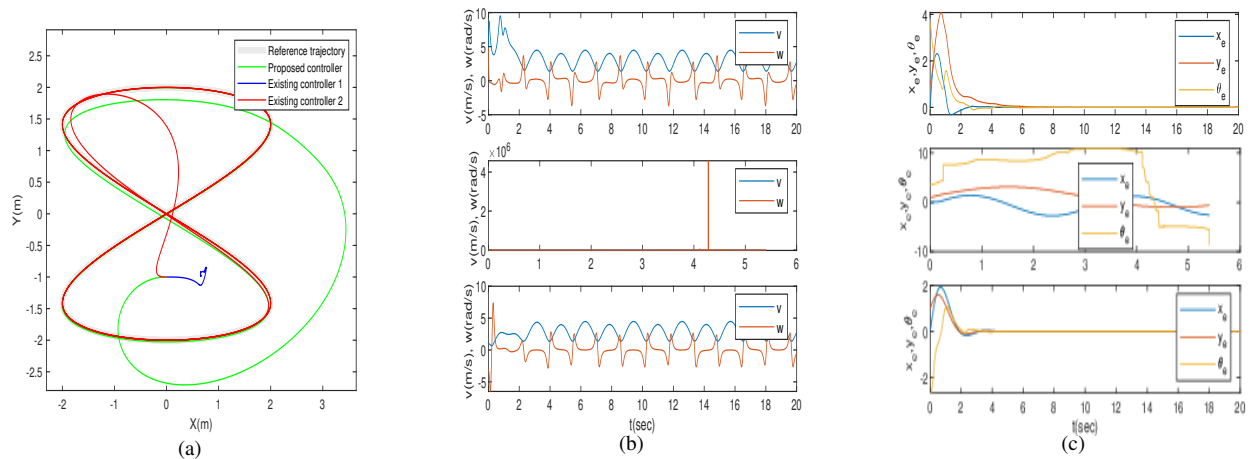 Reference trajectory
Proposed controller
Existing controller 1
Existing controller 2
2.5
2
1.5
1
0.5
0
-0.5
-1
-1.5
-2
-2.5
Y(m)
-2
-1
0
1
2
3
X(m)
(a)
10
5
0
-5
v(m/s), w(rad/s)
v
w
0 2 4 6 8 10 12 14 16 18 20
×10^6
4
2
0
v(m/s), w(rad/s)
v
w
0 1 2 3 4 5 6
5
0
-5
v(m/s), w(rad/s)
v
w
0 2 4 6 8 10 12 14 16 18 20
t(sec)
(b)
4
2
0
x_e,y_e,θ_e
x_e
y_e
θ_e
0 2 4 6 8 10 12 14 16 18 20
10
0
-10
x_e,y_e,θ_e
x_e
y_e
θ_e
0 1 2 3 4 5 6
2
0
-2
x_e,y_e,θ_e
x_e
y_e
θ_e
0 2 4 6 8 10 12 14 16 18 20
t(sec)
(c)